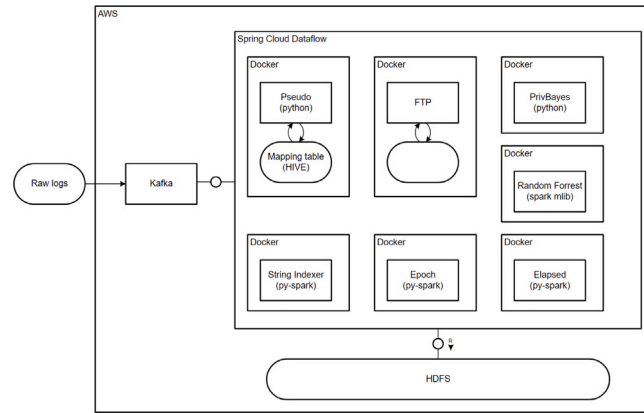 AWS
Spring Cloud Dataflow
Docker
Pseudo
(python)
Mapping table
(HIVE)
Docker
FTP
Docker
PrivBayes
(python)
Docker
Random Forrest
(spark mlib)
Raw logs
Kafka
Docker
String Indexer
(py-spark)
Docker
Epoch
(py-spark)
Docker
Elapsed
(py-spark)
R
HDFS